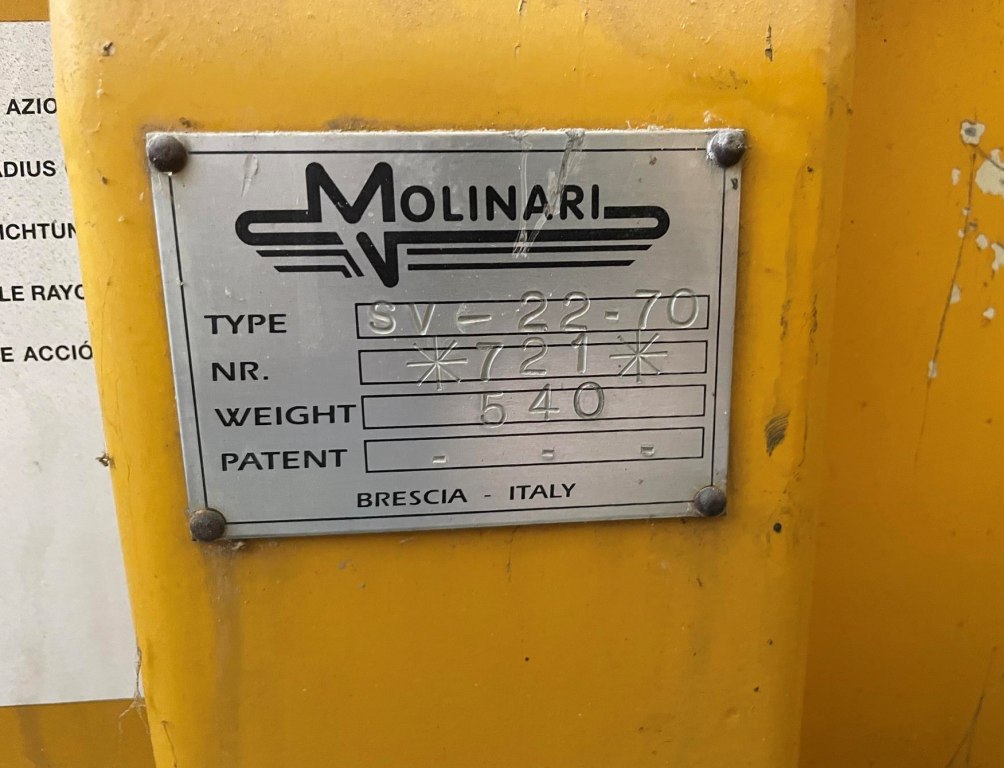 AZIO
ADIUS
ICHTUN
LE RAYO
E ACCIÓ
MOLINARI
TYPE SV-22-70
NR. *721*
WEIGHT 540
PATENT - - -
BRESCIA - ITALY